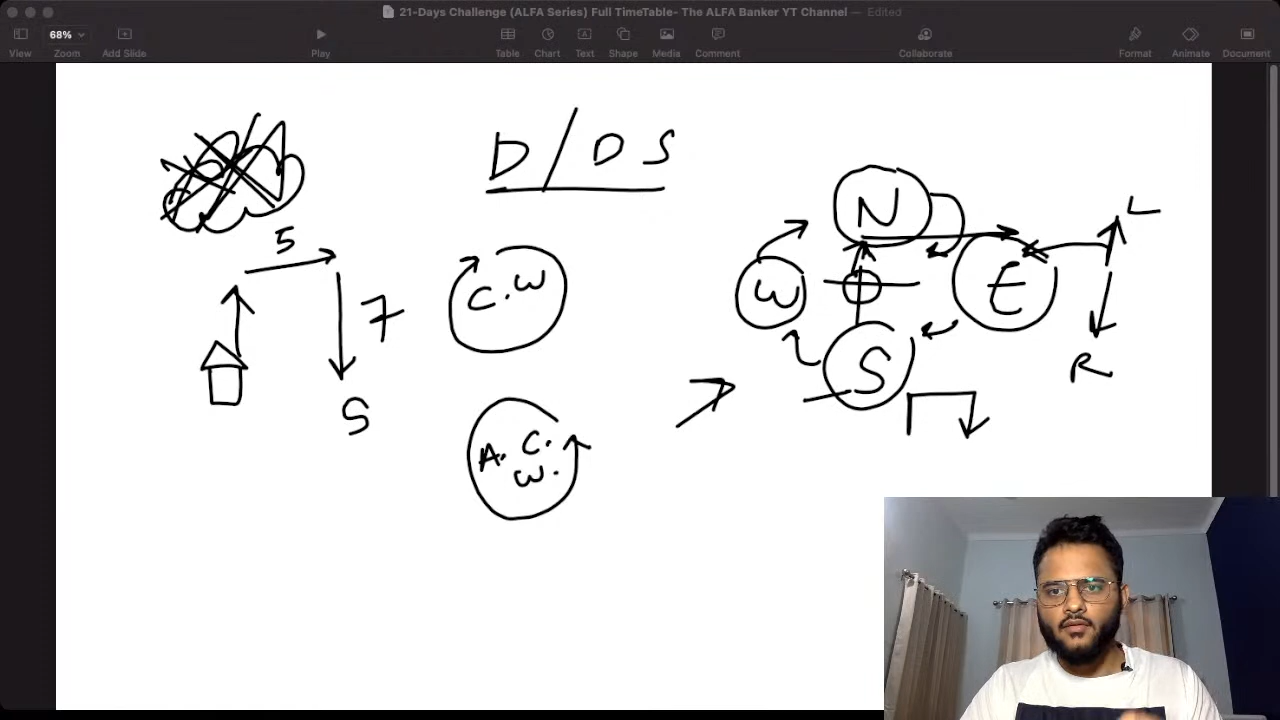 21-Days Challenge (ALFA Series) Full TimeTable- The ALFA Banker YT Channel — Edited
68%
View Zoom Add Slide Play Table Chart Text Shape Media Comment Collaborate Format Animate Document
D/DS
5
7
S
C.W
A.C.W.
N
W
E
S
L
R